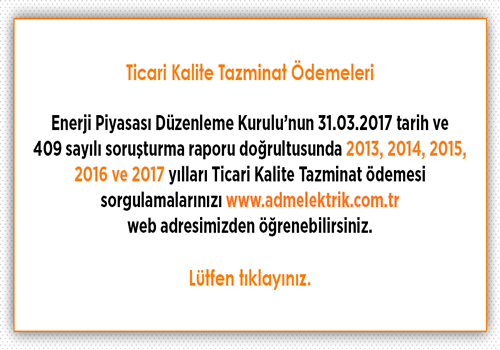 Ticari Kalite Tazminat Ödemeleri
Enerji Piyasası Düzenleme Kurulu’nun 31.03.2017 tarih ve
409 sayılı soruşturma raporu doğrultusunda 2013, 2014, 2015,
2016 ve 2017 yılları Ticari Kalite Tazminat ödemesi
sorgulamalarınızı www.admelektrik.com.tr
web adresimizden öğrenebilirsiniz.
Lütfen tıklayınız.